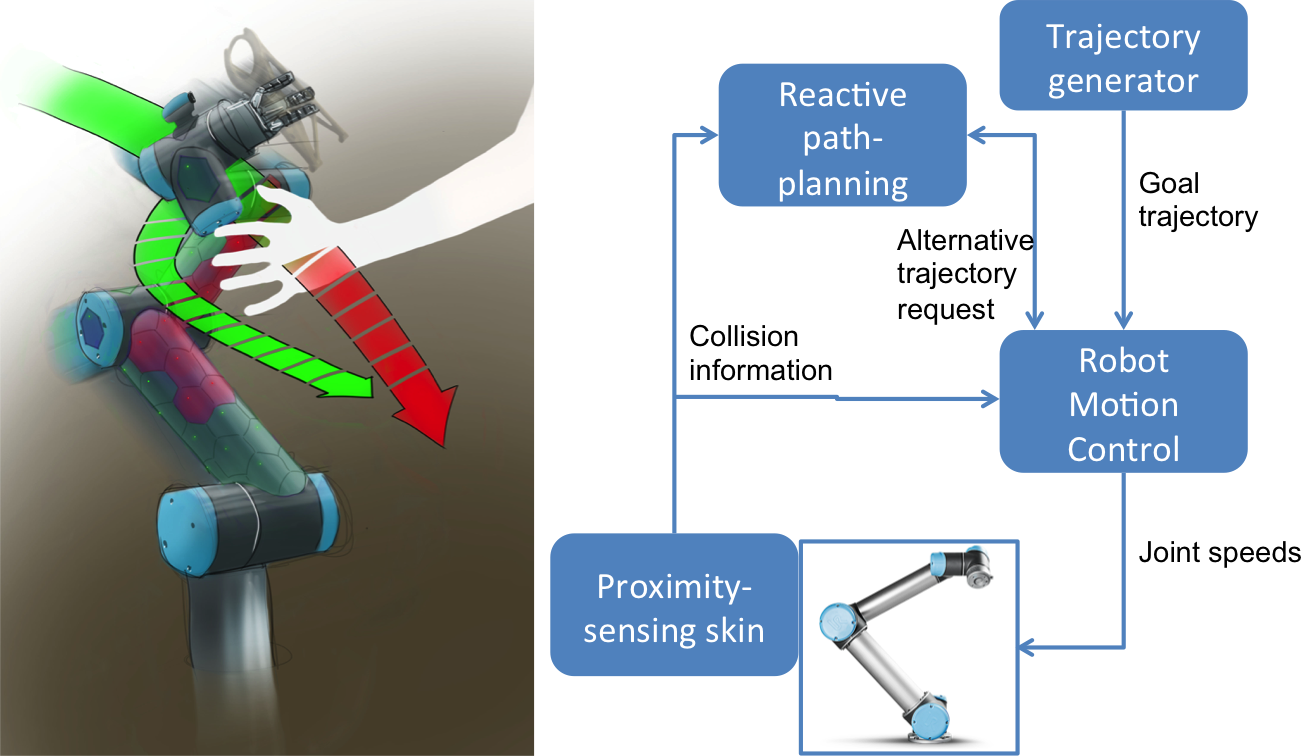 Trajectory
generator
Reactive
path-
planning
Goal
trajectory
Alternative
trajectory
request
Collision
information
Robot
Motion
Control
Joint speeds
Proximity-
sensing skin